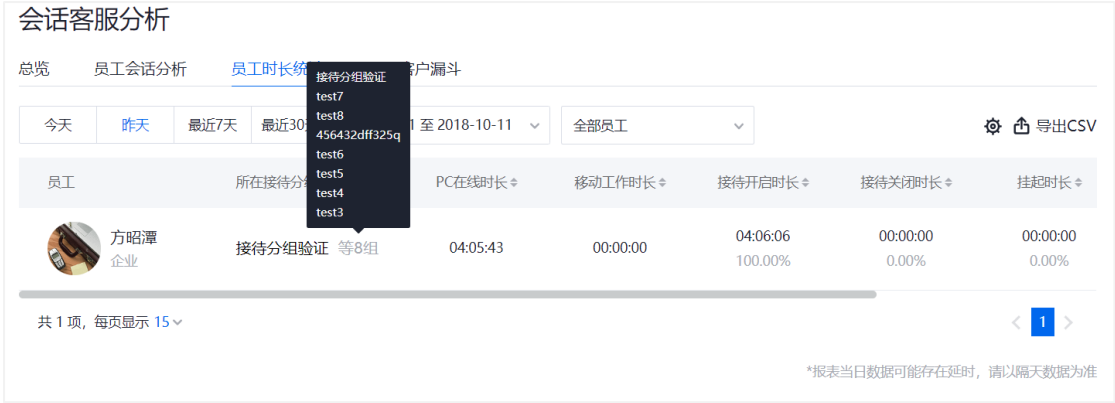 会话客服分析
总览 员工会话分析 员工时长统 客户漏斗
接待分组验证
test7
test8
456432dff325q
test6
test5
test4
test3
今天 昨天 最近7天 最近30 1 至 2018-10-11 全部员工 导出CSV
员工 所在接待分 PC在线时长 移动工作时长 接待开启时长 接待关闭时长 挂起时长
方昭潭 接待分组验证 等8组 04:05:43 00:00:00 04:06:06 00:00:00 00:00:00
企业 100.00% 0.00% 0.00%
共 1 项，每页显示 15 1
*报表当日数据可能存在延时，请以隔天数据为准